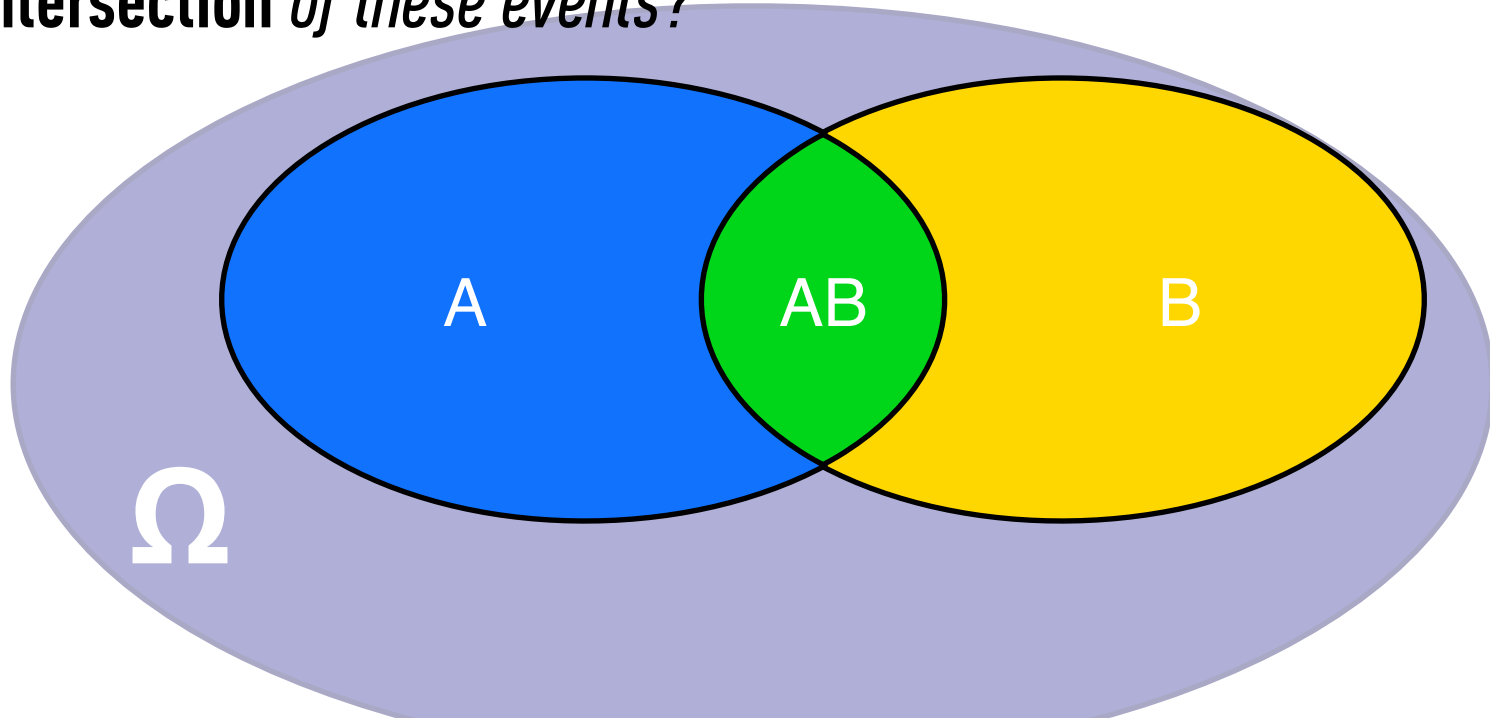 ntersection of these events?
A AB B
Ω